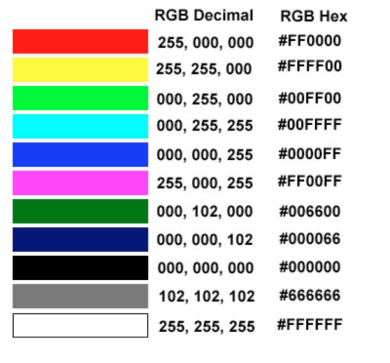 RGB Decimal RGB Hex
255, 000, 000 #FF0000
255, 255, 000 #FFFF00
000, 255, 000 #00FF00
000, 255, 255 #00FFFF
000, 000, 255 #0000FF
255, 000, 255 #FF00FF
000, 102, 000 #006600
000, 000, 102 #000066
000, 000, 000 #000000
102, 102, 102 #666666
255, 255, 255 #FFFFFF